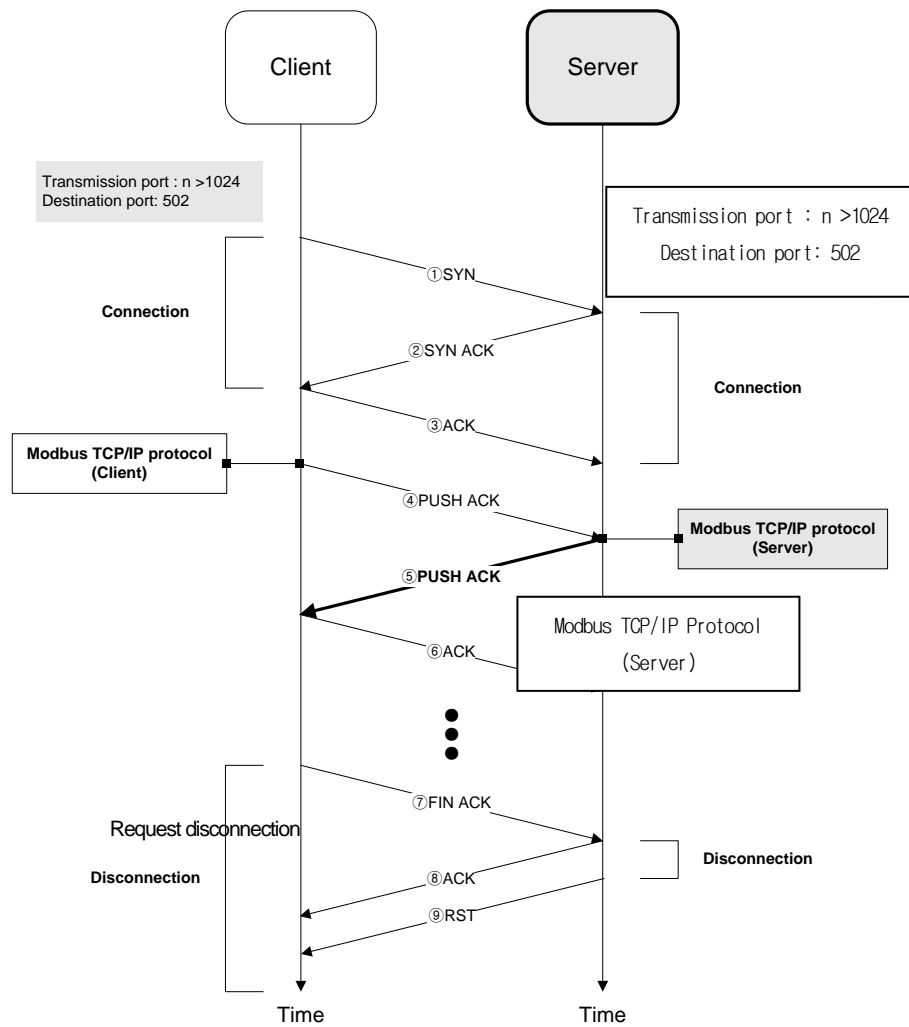 Client
Server
Transmission port : n >1024
Destination port: 502
Transmission port : n >1024
Destination port: 502
①SYN
Connection
②SYN ACK
Connection
③ACK
Modbus TCP/IP protocol
(Client)
④PUSH ACK
Modbus TCP/IP protocol
(Server)
⑤PUSH ACK
Modbus TCP/IP Protocol
(Server)
⑥ACK
⑦FIN ACK
Request disconnection
Disconnection
Disconnection
⑧ACK
⑨RST
Time
Time